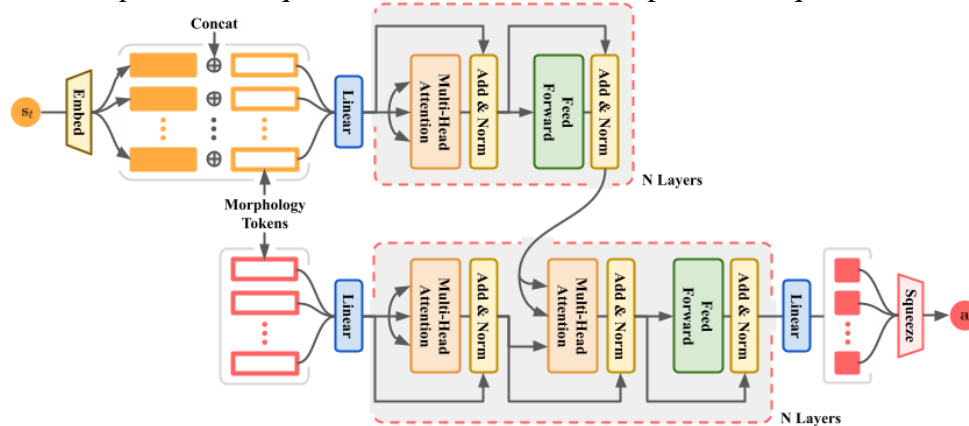 Concat
s_t
Embed
Linear
Multi-Head
Attention
Add & Norm
Feed
Forward
Add & Norm
N Layers
Morphology
Tokens
Linear
Multi-Head
Attention
Add & Norm
Multi-Head
Attention
Add & Norm
Feed
Forward
Add & Norm
Linear
Squeeze
N Layers